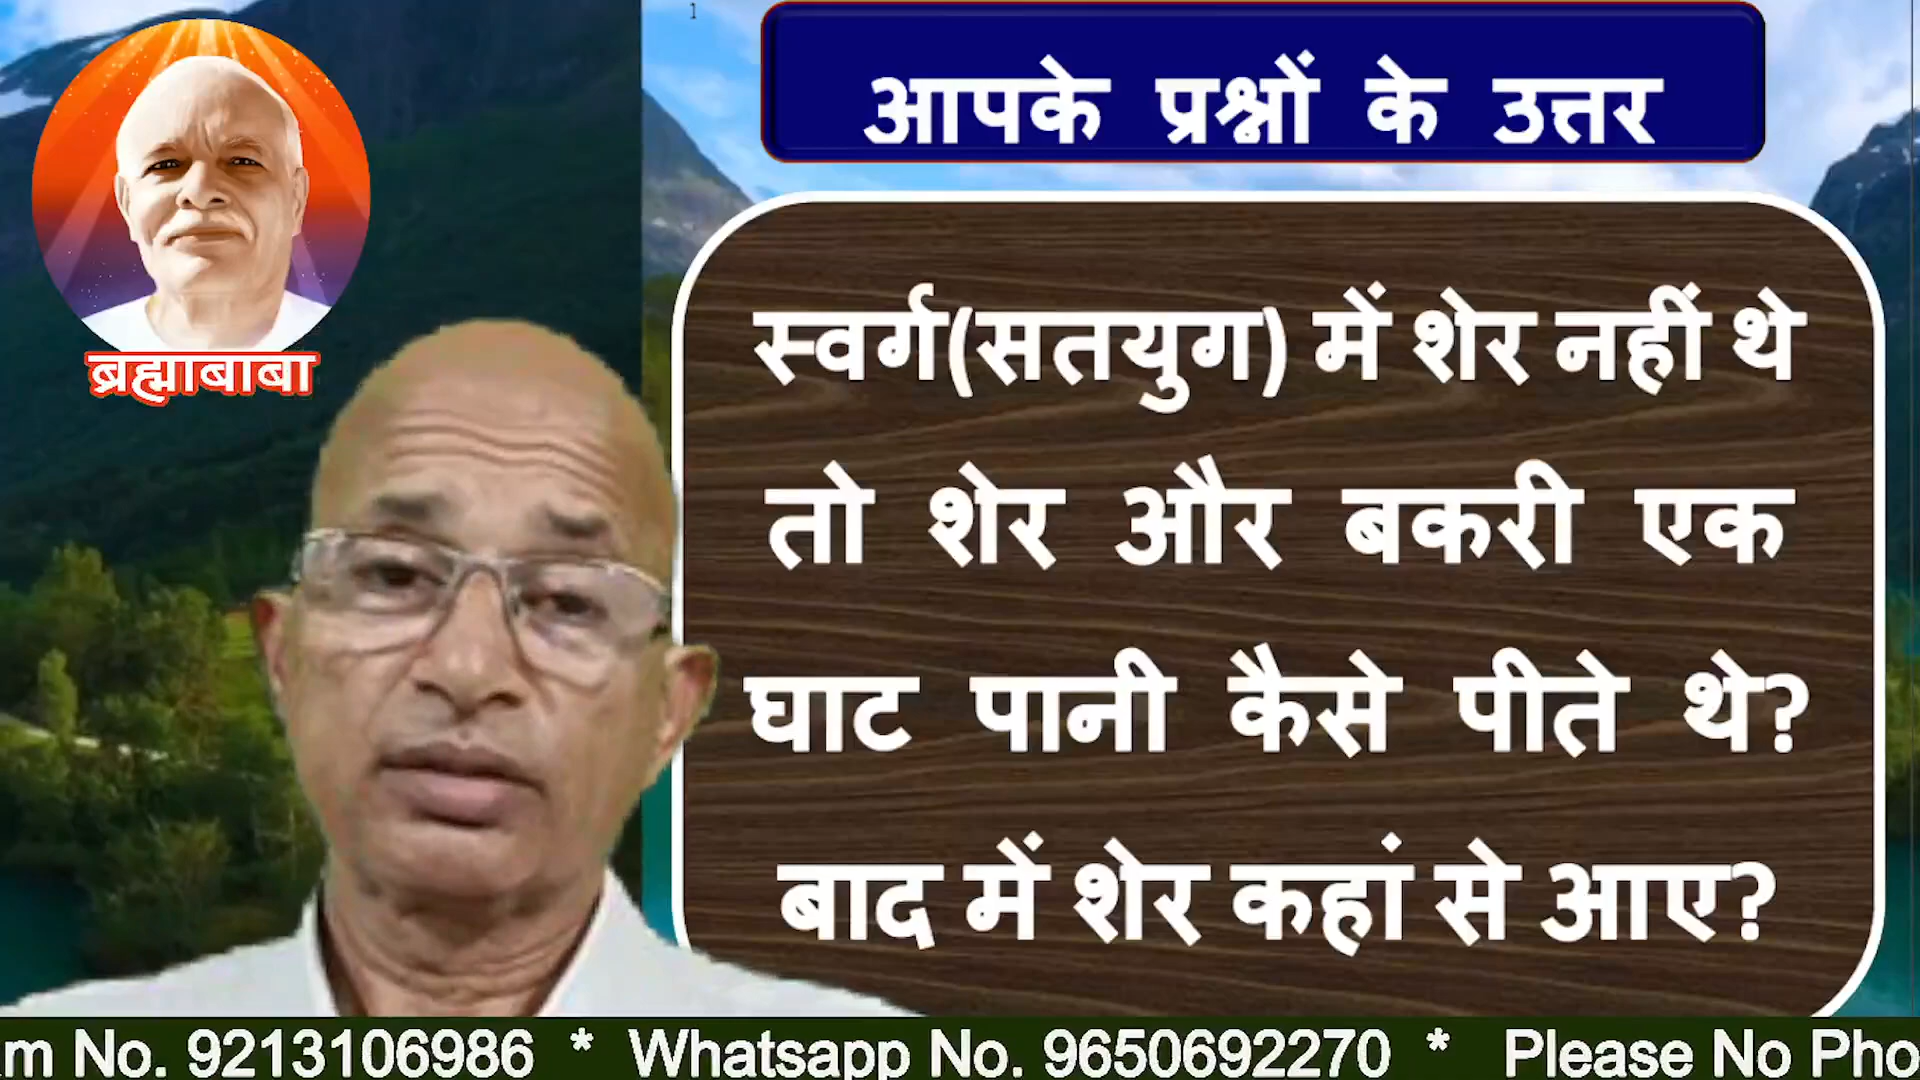 1
आपके प्रश्नों के उत्तर
ब्रह्माबाबा
स्वर्ग(सतयुग) में शेर नहीं थे
तो शेर और बकरी एक
घाट पानी कैसे पीते थे?
बाद में शेर कहां से आए?
m No. 9213106986 * Whatsapp No. 9650692270 * Please No Pho